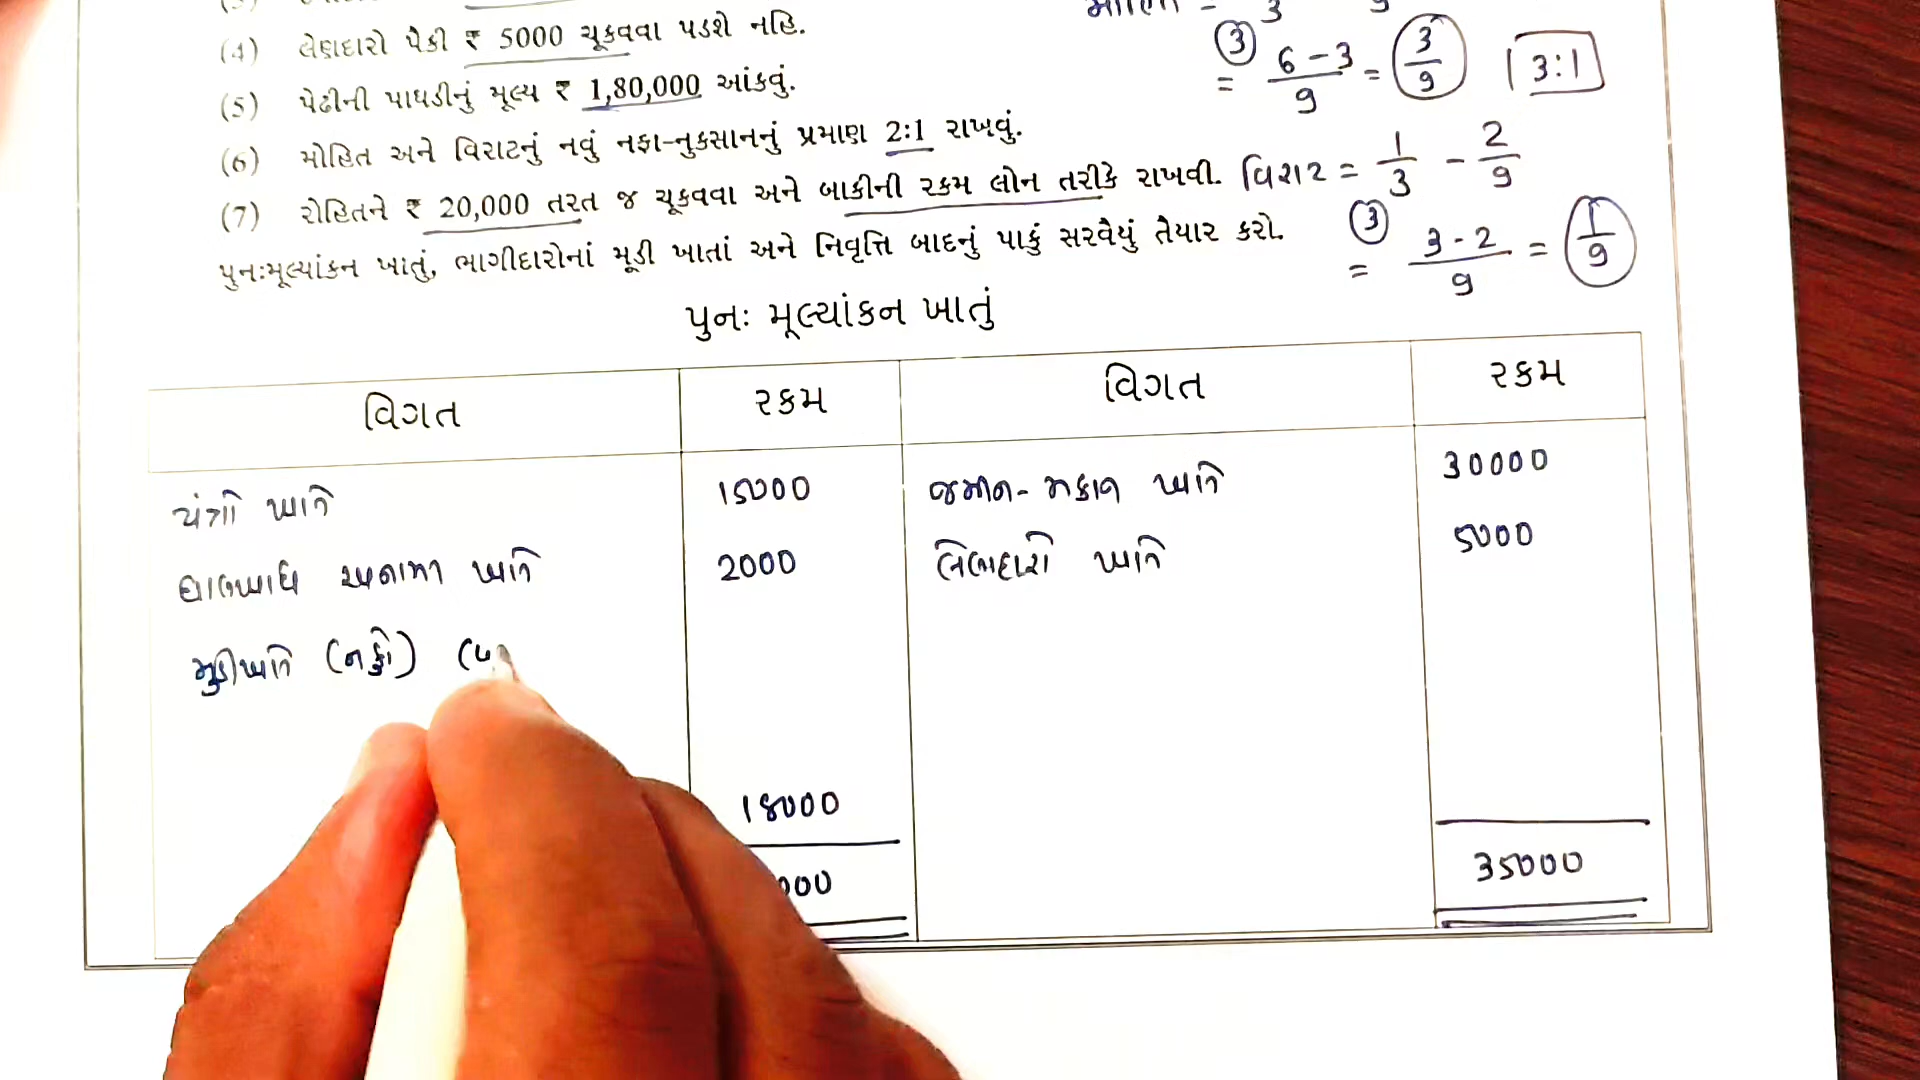 (4) લેણદારો પૈકી ₹ 5000 ચૂકવવા પડશે નહિ.
= 6 – 3 / 9 = 3/9 3:1
③
(5) પેઢીની પાઘડીનું મૂલ્ય ₹ 1,80,000 આંકવું.
(6) મોહિત અને વિરાટનું નવું નફા-નુકસાનનું પ્રમાણ 2:1 રાખવું.
(7) રોહિતને ₹ 20,000 તરત જ ચૂકવવા અને બાકીની રકમ લોન તરીકે રાખવી.
વિરાટ = 1/3 – 2/9
③
= 3 - 2 / 9 = 1/9
પુનઃમૂલ્યાંકન ખાતું, ભાગીદારોનાં મૂડી ખાતાં અને નિવૃત્તિ બાદનું પાકું સરવૈયું તૈયાર કરો.
પુનઃ મૂલ્યાંકન ખાતું
વિગત રકમ વિગત રકમ
યંત્રો ખાતે 15000 જમીન-મકાન ખાતે 30000
ઘાલખાધ અનામત ખાતે 2000 લેણદારો ખાતે 5000
મુડીખાતે (નફો)
18000
000 35000